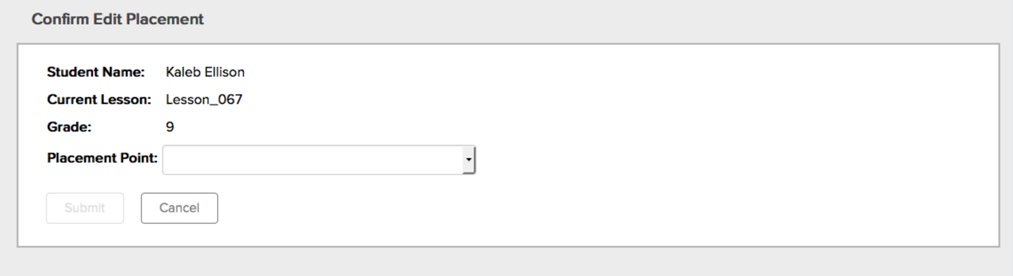 Confirm Edit Placement
Student Name: Kaleb Ellison
Current Lesson: Lesson_067
Grade: 9
Placement Point:
Submit Cancel